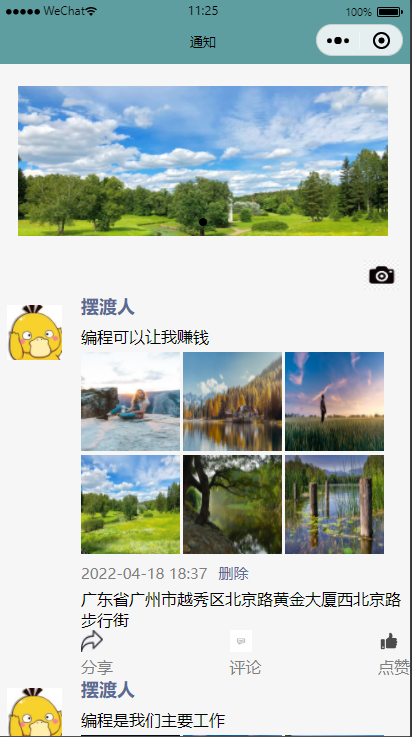 WeChat 11:25 100%
通知
摆渡人
编程可以让我赚钱
2022-04-18 18:37 删除
广东省广州市越秀区北京路黄金大厦西北京路
步行街
分享 评论 点赞
摆渡人
编程是我们主要工作